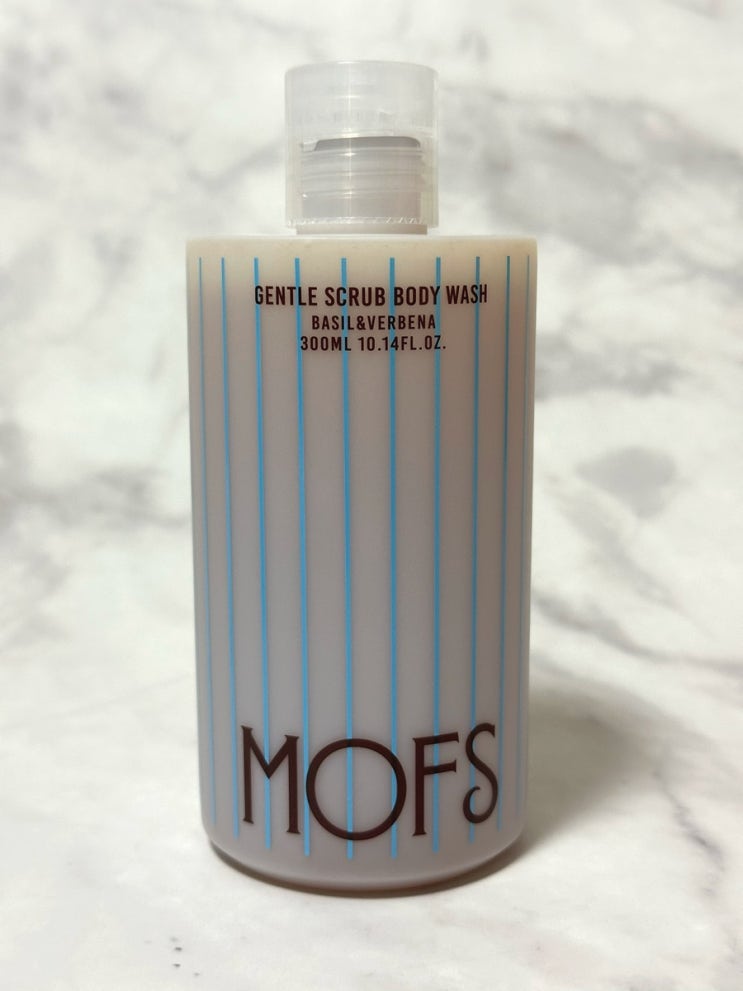 GENTLE SCRUB BODY WASH
BASIL&VERBENA
300ML 10.14FL.OZ.
MOFS